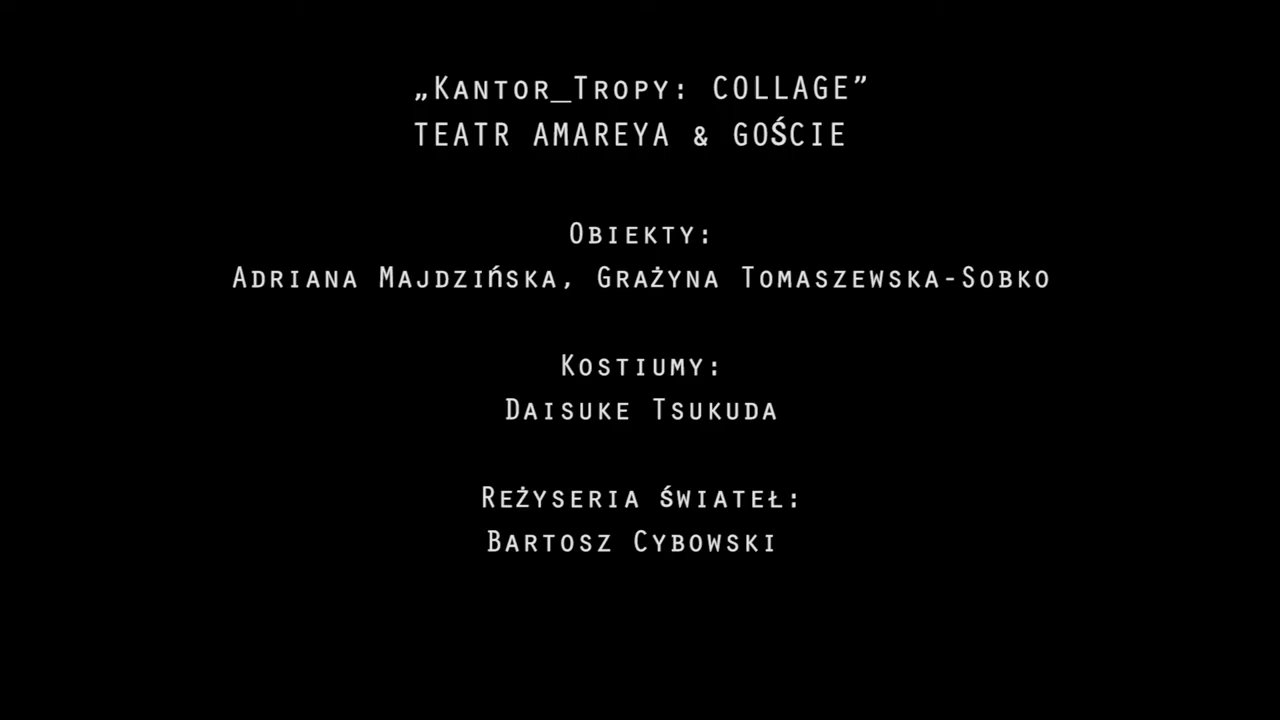 „Kantor_Tropy: COLLAGE”
TEATR AMAREYA & GOŚCIE
Obiekty:
Adriana Majdzińska, Grażyna Tomaszewska-Sobko
Kostiumy:
Daisuke Tsukuda
Reżyseria świateł:
Bartosz Cybowski